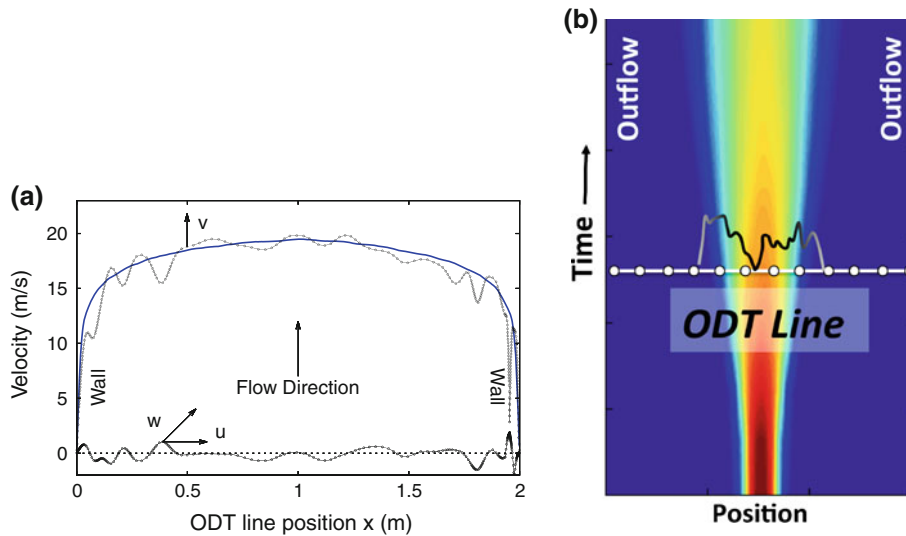 (a)
Velocity (m/s)
20
15
10
5
0
v
Wall
Flow Direction
Wall
w
u
0
0.5
1
1.5
2
ODT line position x (m)
(b)
Outflow
Outflow
Time
ODT Line
Position